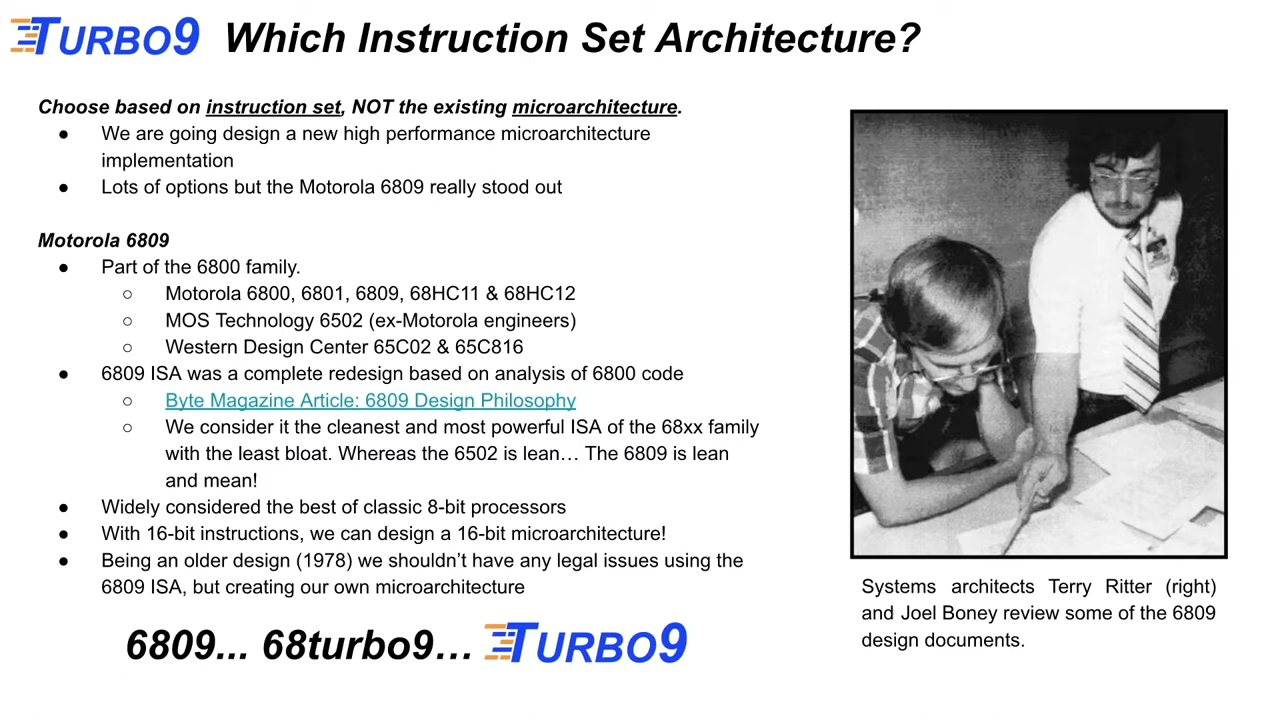 TURBO9 Which Instruction Set Architecture?
Choose based on instruction set, NOT the existing microarchitecture.
● We are going design a new high performance microarchitecture
implementation
● Lots of options but the Motorola 6809 really stood out
Motorola 6809
● Part of the 6800 family.
○ Motorola 6800, 6801, 6809, 68HC11 & 68HC12
○ MOS Technology 6502 (ex-Motorola engineers)
○ Western Design Center 65C02 & 65C816
● 6809 ISA was a complete redesign based on analysis of 6800 code
○ Byte Magazine Article: 6809 Design Philosophy
○ We consider it the cleanest and most powerful ISA of the 68xx family
with the least bloat. Whereas the 6502 is lean… The 6809 is lean
and mean!
● Widely considered the best of classic 8-bit processors
● With 16-bit instructions, we can design a 16-bit microarchitecture!
● Being an older design (1978) we shouldn't have any legal issues using the
6809 ISA, but creating our own microarchitecture
6809... 68turbo9… TURBO9
Systems architects Terry Ritter (right)
and Joel Boney review some of the 6809
design documents.